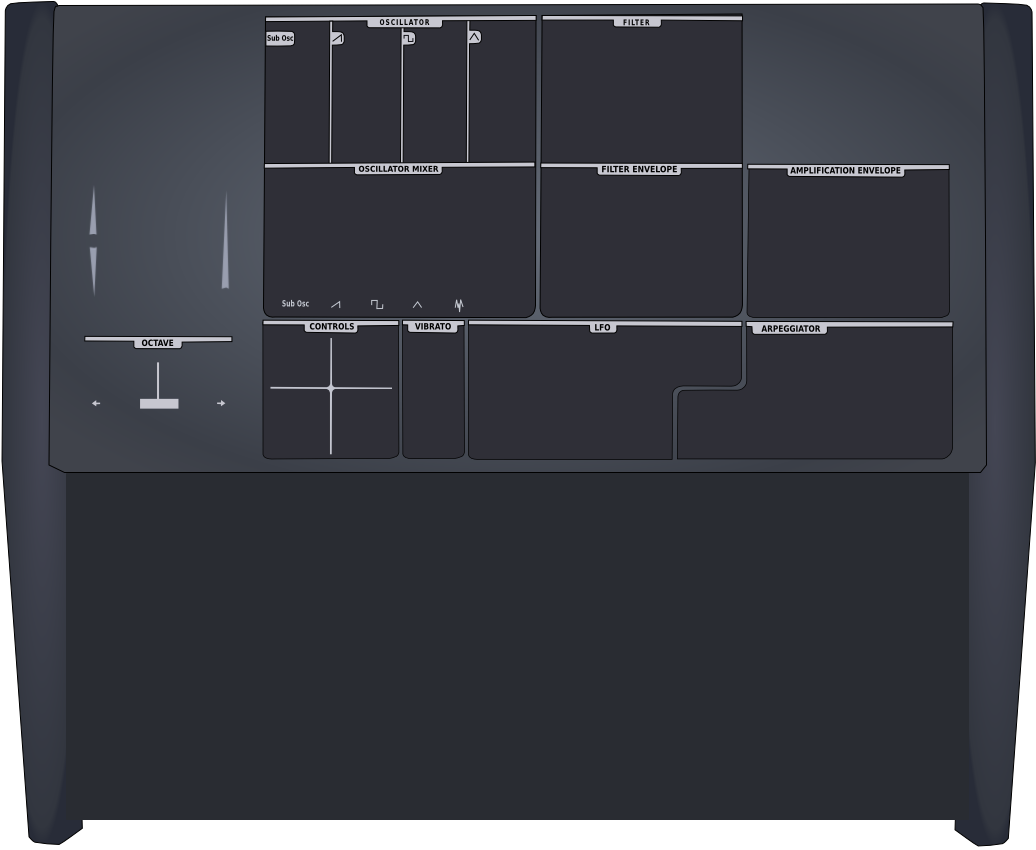 OSCILLATOR
FILTER
Sub Osc
OSCILLATOR MIXER
FILTER ENVELOPE
AMPLIFICATION ENVELOPE
Sub Osc
CONTROLS
VIBRATO
LFO
ARPEGGIATOR
OCTAVE